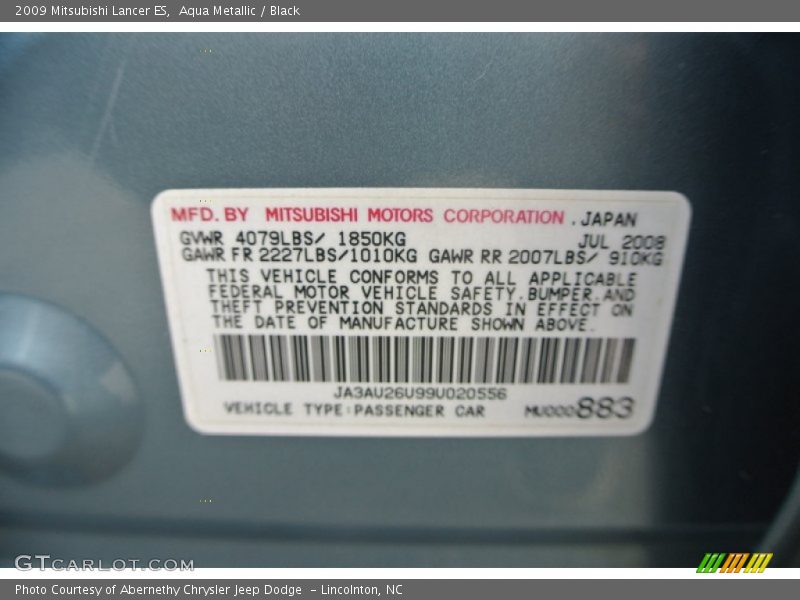 2009 Mitsubishi Lancer ES,  Aqua Metallic / Black
MFD. BY MITSUBISHI MOTORS CORPORATION . JAPAN
GVWR 4079LBS/ 1850KG JUL 2008
GAWR FR 2227LBS/1010KG GAWR RR 2007LBS/ 910KG
THIS VEHICLE CONFORMS TO ALL APPLICABLE
FEDERAL MOTOR VEHICLE SAFETY.BUMPER.AND
THEFT PREVENTION STANDARDS IN EFFECT ON
THE DATE OF MANUFACTURE SHOWN ABOVE.
JA3AU26U99U020556
VEHICLE TYPE:PASSENGER CAR MU000883
GTCARLOT.COM
Photo Courtesy of Abernethy Chrysler Jeep Dodge – Lincolnton, NC